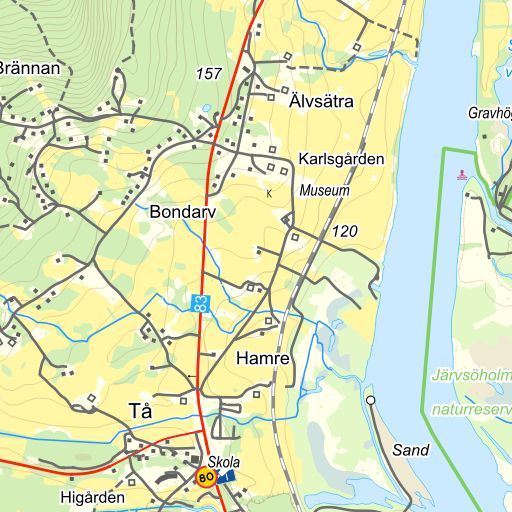 Brännan
157
Älvsätra
S
v
Gravhög
Karlsgården
Museum
K
Bondarv
120
83
Hamre
Järvsöholm
naturreserv
Tå
Sand
Skola
80
Higården